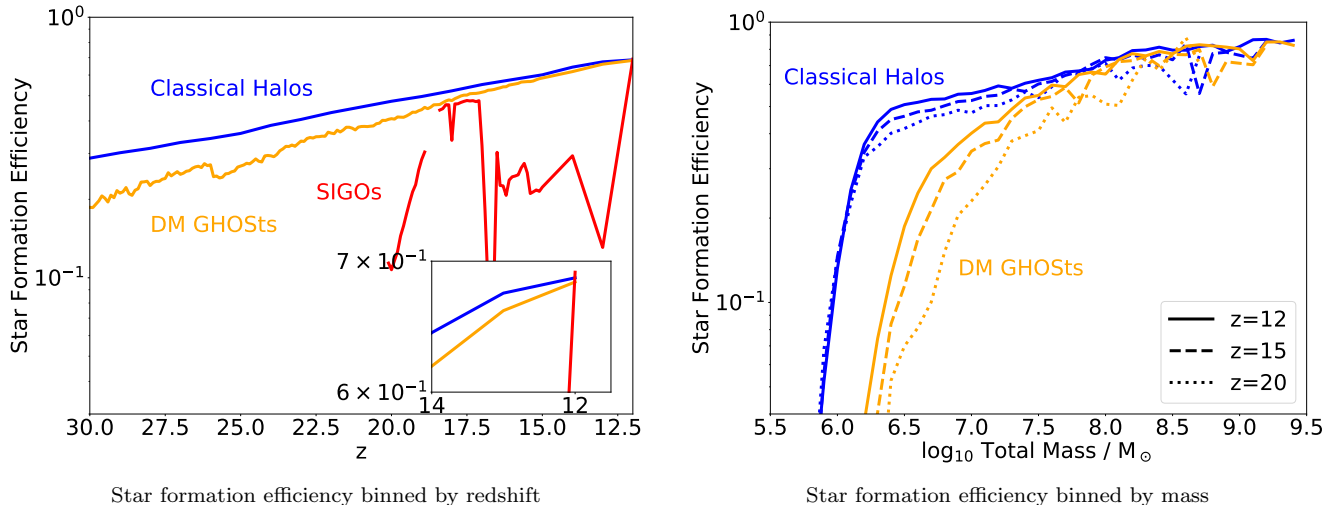 10⁰
10⁻¹
Star Formation Efficiency
Classical Halos
SIGOs
DM GHOSts
7 × 10⁻¹
6 × 10⁻¹
14 12
30.0 27.5 25.0 22.5 20.0 17.5 15.0 12.5
z
Star formation efficiency binned by redshift
10⁰
10⁻¹
Star Formation Efficiency
Classical Halos
DM GHOSts
z=12
z=15
z=20
5.5 6.0 6.5 7.0 7.5 8.0 8.5 9.0 9.5
log₁₀ Total Mass / M⊙
Star formation efficiency binned by mass